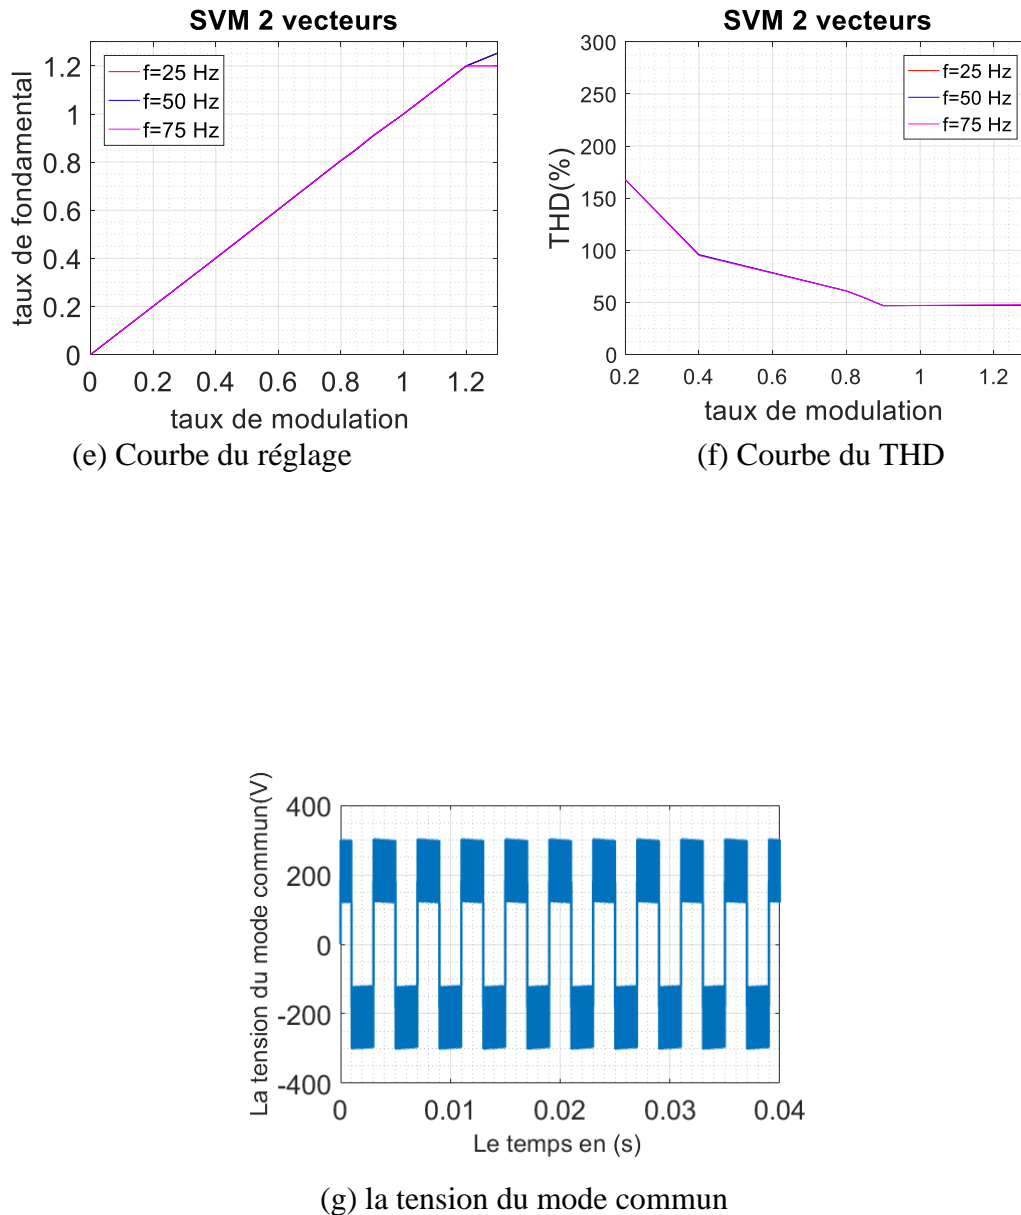 SVM 2 vecteurs
taux de fondamental
1.2
1
0.8
0.6
0.4
0.2
0
f=25 Hz
f=50 Hz
f=75 Hz
0 0.2 0.4 0.6 0.8 1 1.2
taux de modulation
(e) Courbe du réglage
SVM 2 vecteurs
THD(%)
300
250
200
150
100
50
0
f=25 Hz
f=50 Hz
f=75 Hz
0.2 0.4 0.6 0.8 1 1.2
taux de modulation
(f) Courbe du THD
La tension du mode commun(V)
400
200
0
-200
-400
0 0.01 0.02 0.03 0.04
Le temps en (s)
(g) la tension du mode commun